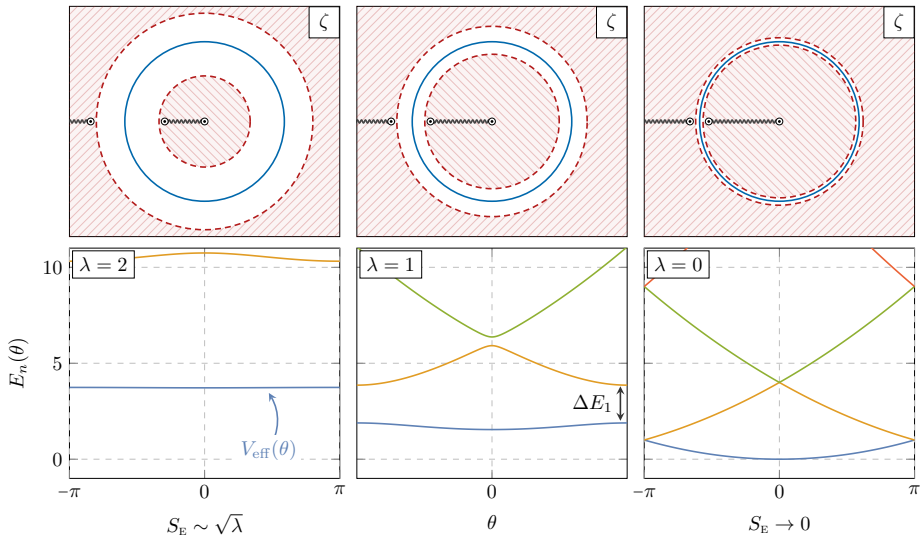 ζ ζ ζ
λ = 2 λ = 1 λ = 0
10
5
0
E_n(θ)
V_eff(θ)
ΔE_1
−π 0 π 0 −π 0 π
S_E ∼ √λ θ S_E → 0